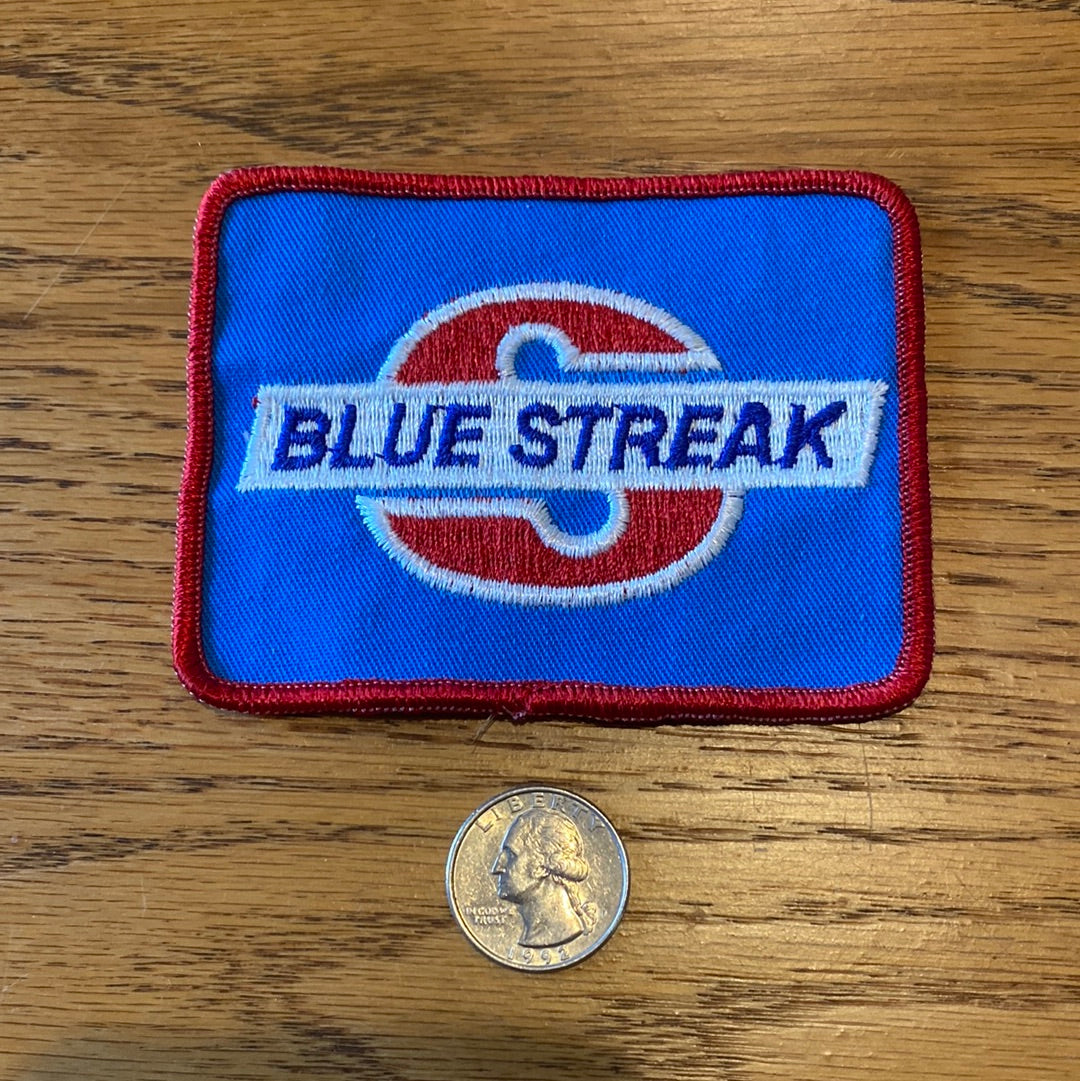 BLUE STREAK
LIBERTY
IN GOD WE
TRUST
1992